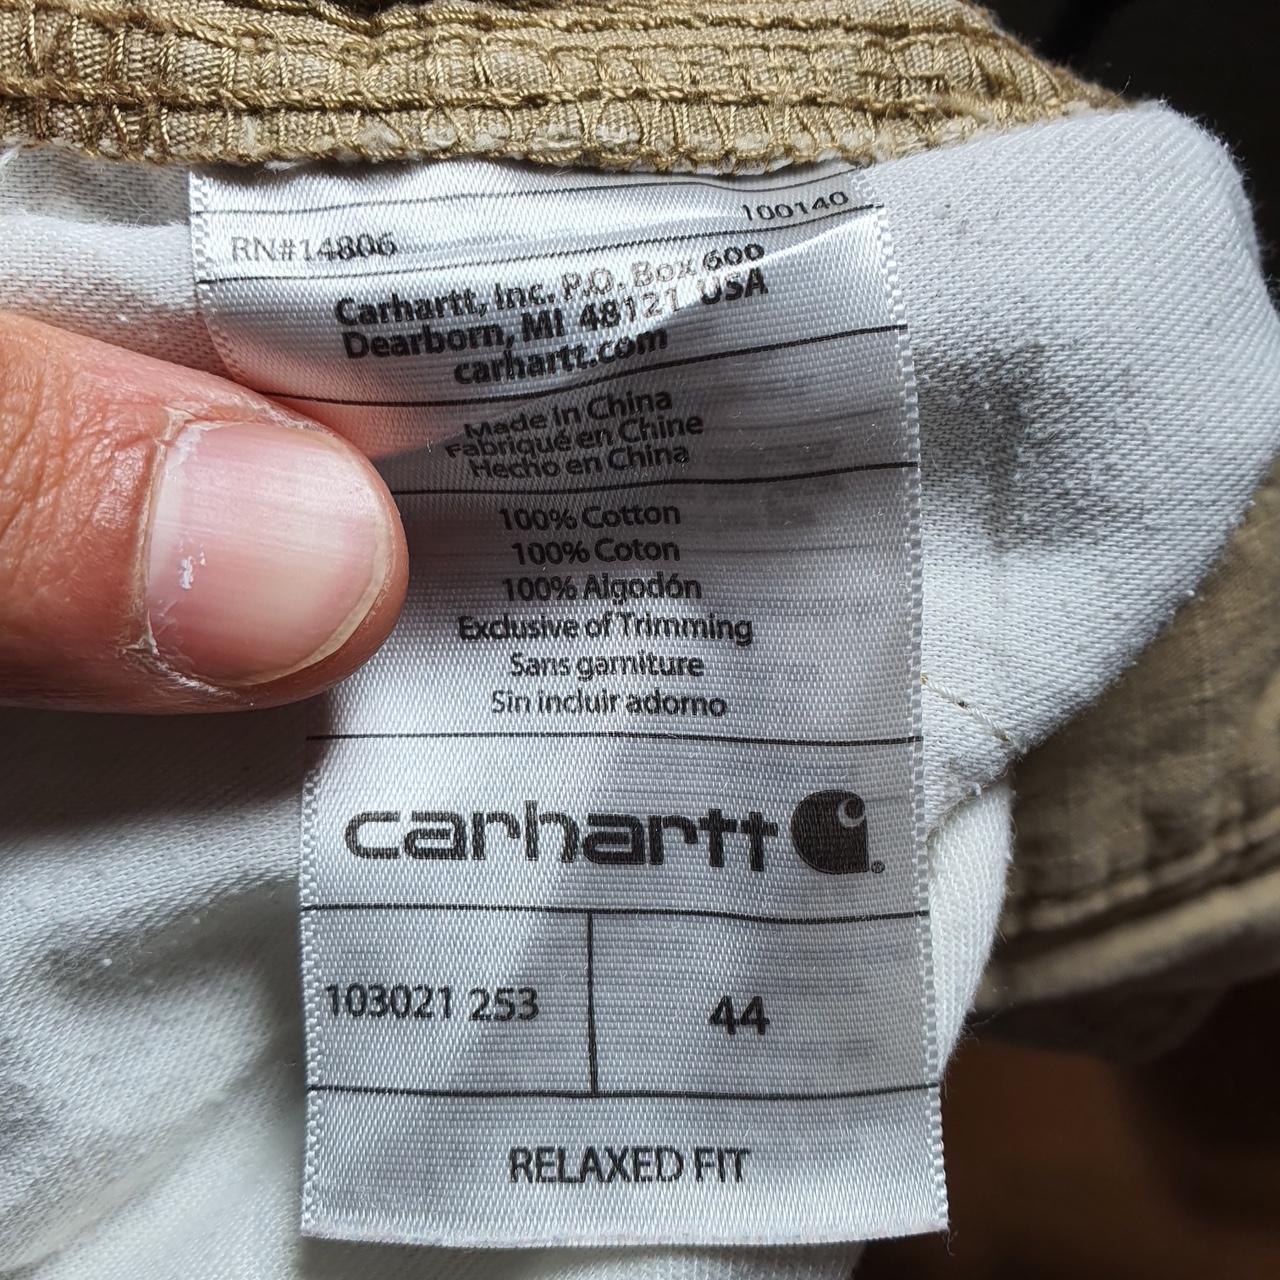 100140
RN#14806
Carhartt, Inc. P.O. Box 600
Dearborn, MI 48121 USA
carhartt.com
Made in China
Fabriqué en Chine
Hecho en China
100% Cotton
100% Coton
100% Algodón
Exclusive of Trimming
Sans garniture
Sin incluir adorno
carhartt
103021 253
44
RELAXED FIT